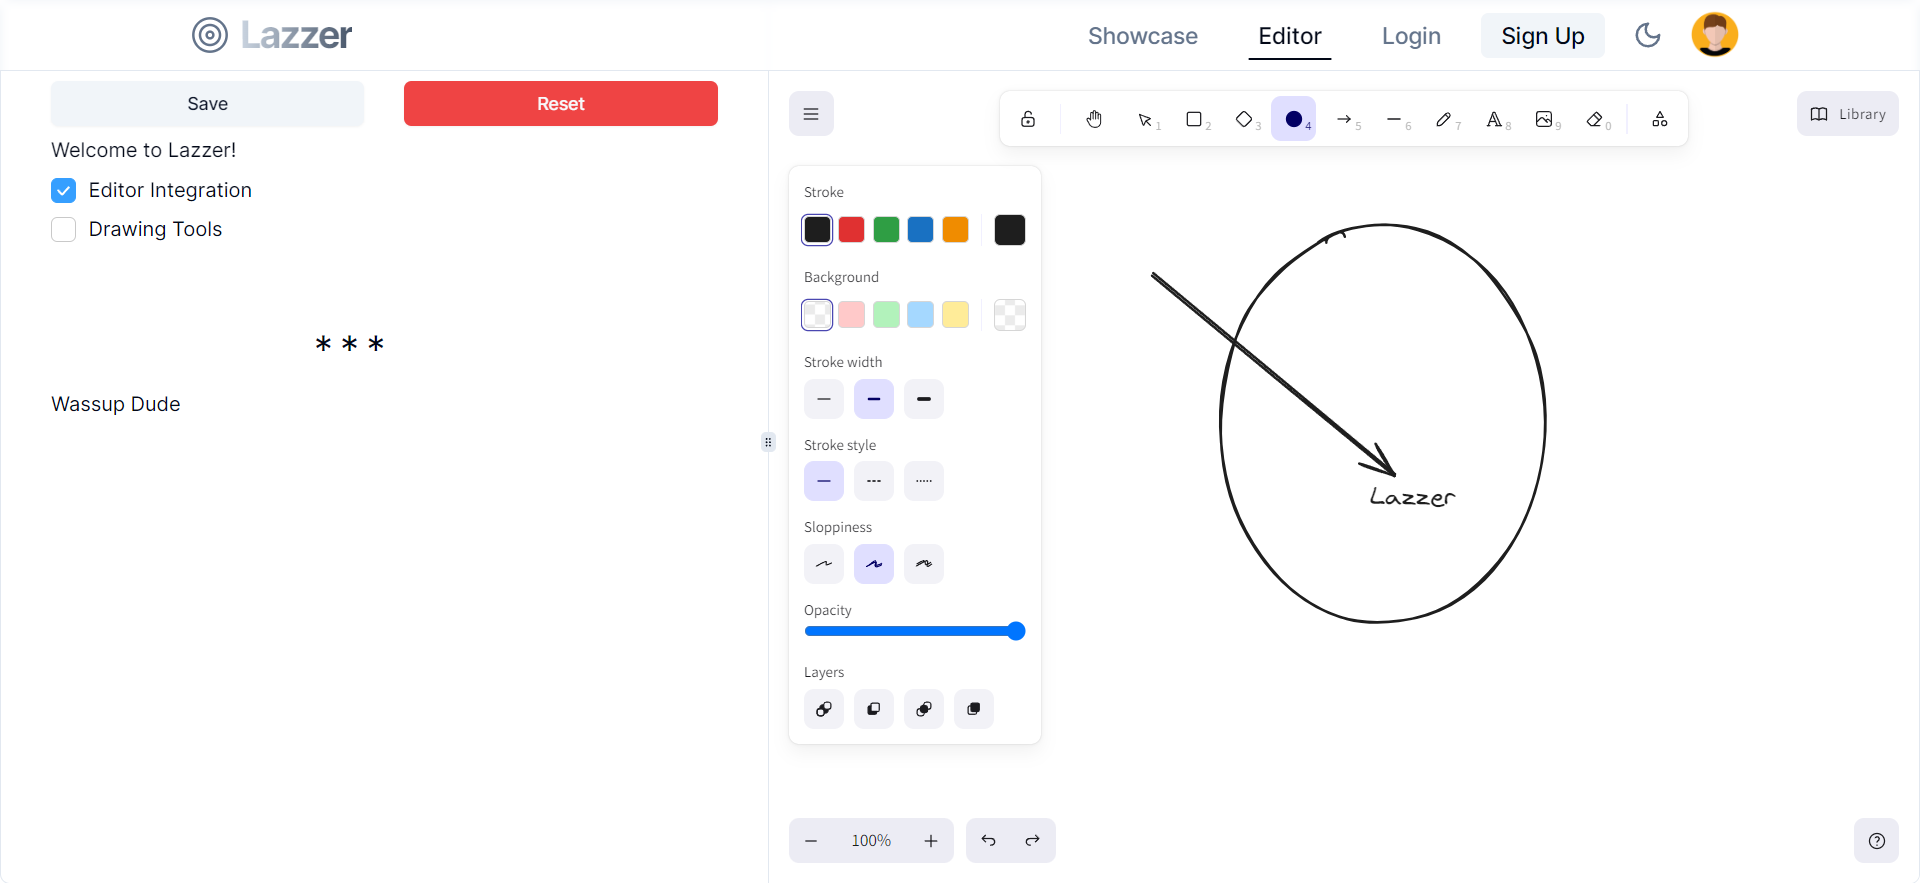 Lazzer
Showcase
Editor
Login
Sign Up
Save
Reset
Welcome to Lazzer!
Editor Integration
Drawing Tools
* * *
Wassup Dude
1
2
3
4
5
6
7
8
9
0
Library
Stroke
Background
Stroke width
Stroke style
Sloppiness
Opacity
Layers
Lazzer
100%